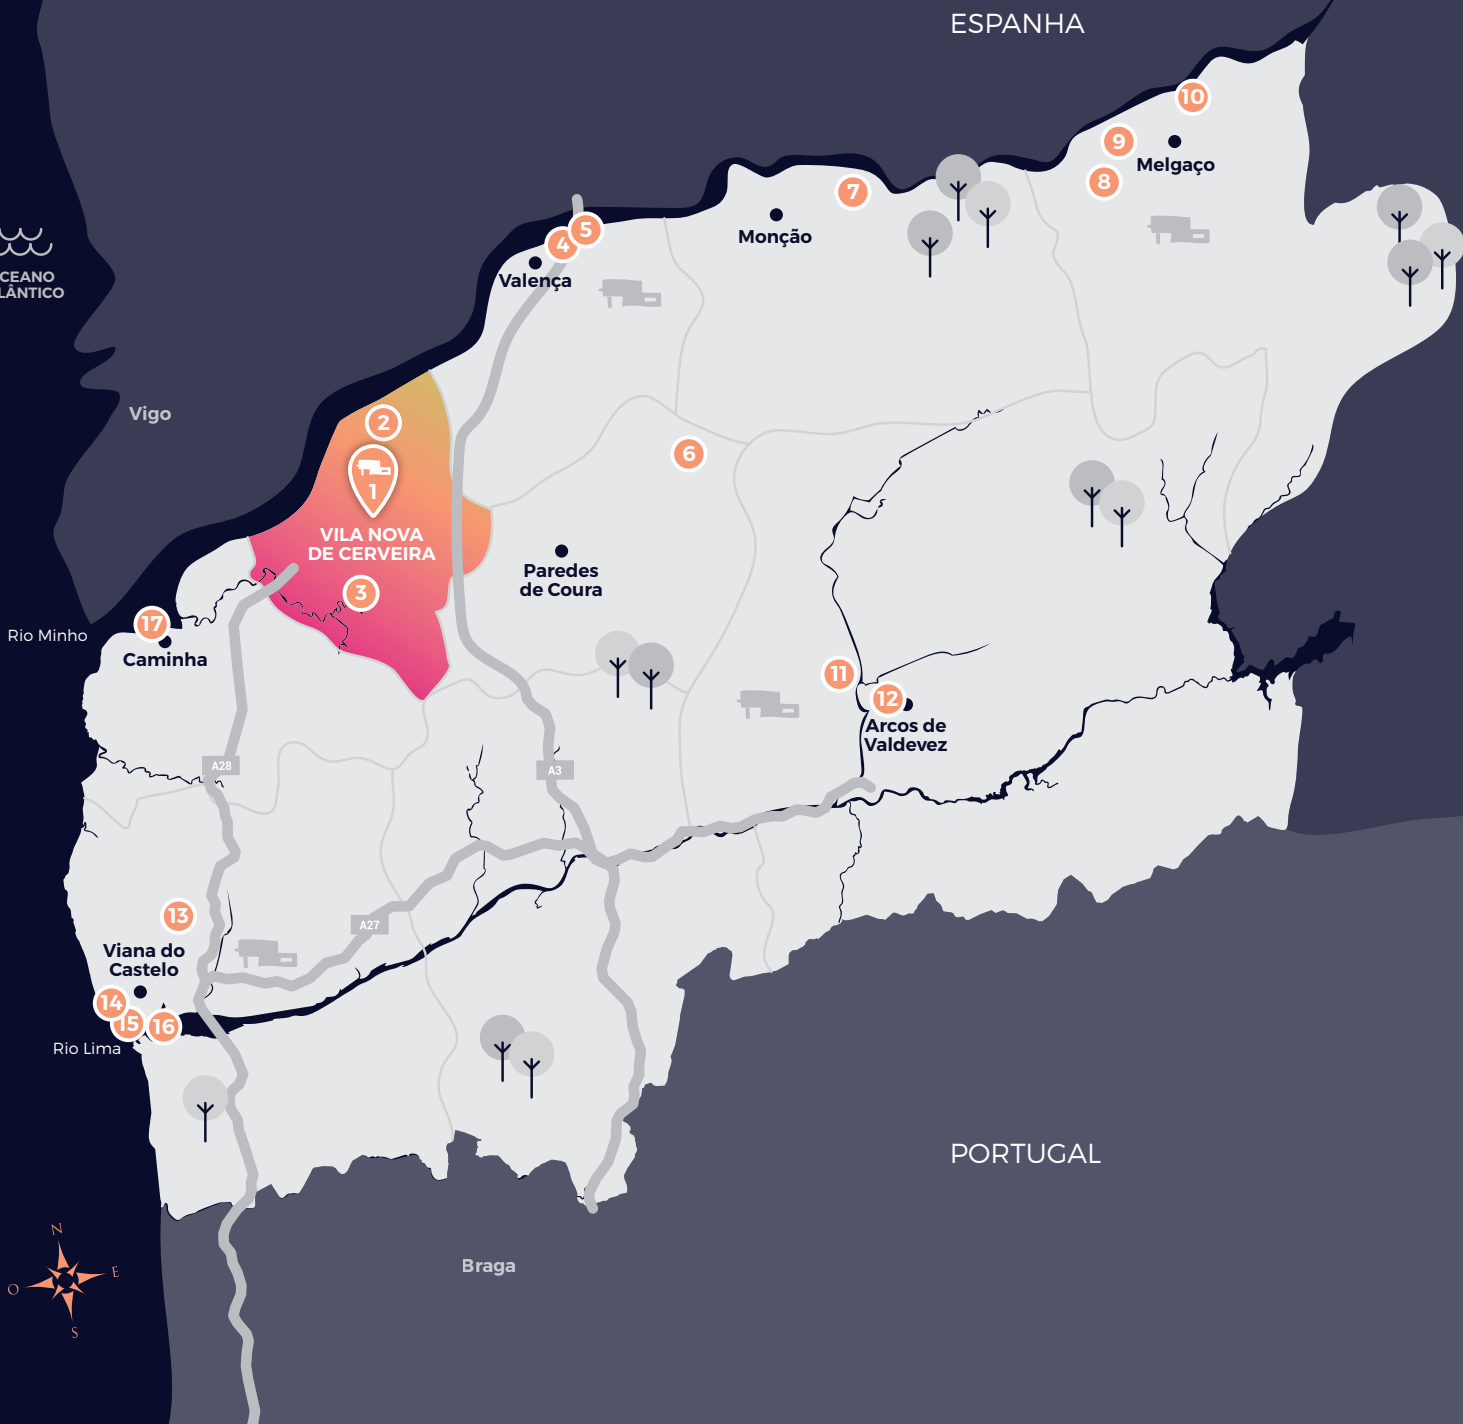 ESPANHA
10
9
Melgaço
8
7
Monção
5
4
Valença
CEANO
LÂNTICO
Vigo
2
1
VILA NOVA
DE CERVEIRA
3
6
Paredes
de Coura
17
Rio Minho
Caminha
11
12
Arcos de
Valdevez
A28
A3
13
A27
Viana do
Castelo
14
15
16
Rio Lima
PORTUGAL
Braga
N
O
E
S